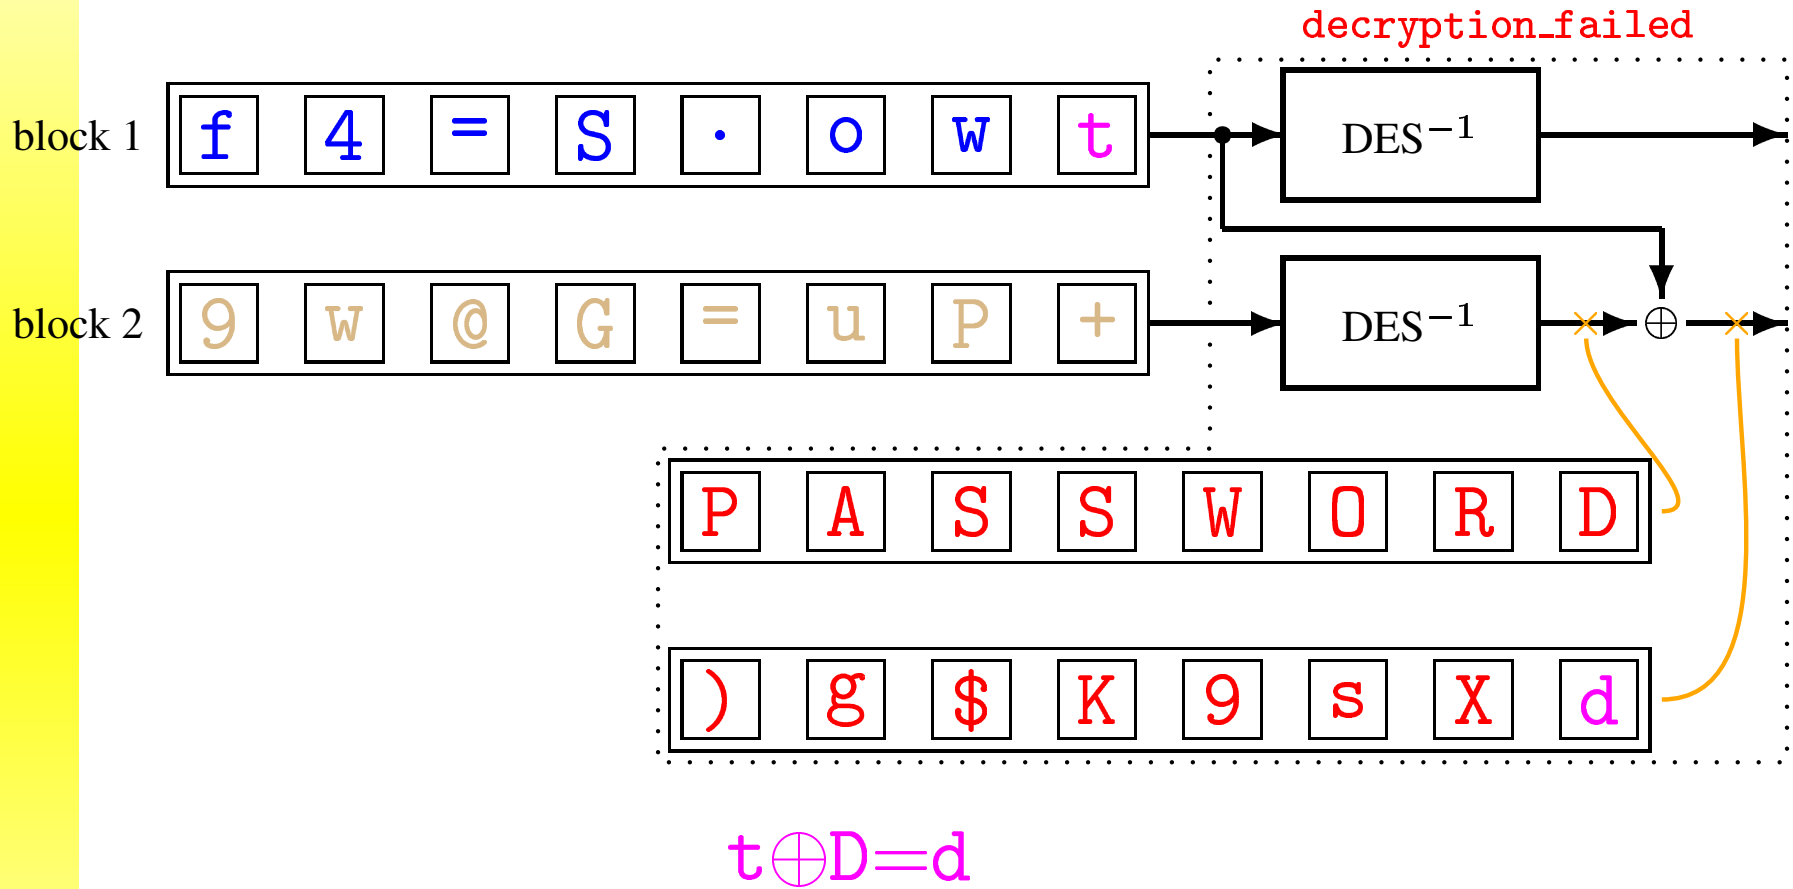 decryption_failed
block 1 f 4 = S · o w t DES⁻¹
block 2 9 w @ G = u P + DES⁻¹
P A S S W O R D
) g $ K 9 s X d
t⊕D=d